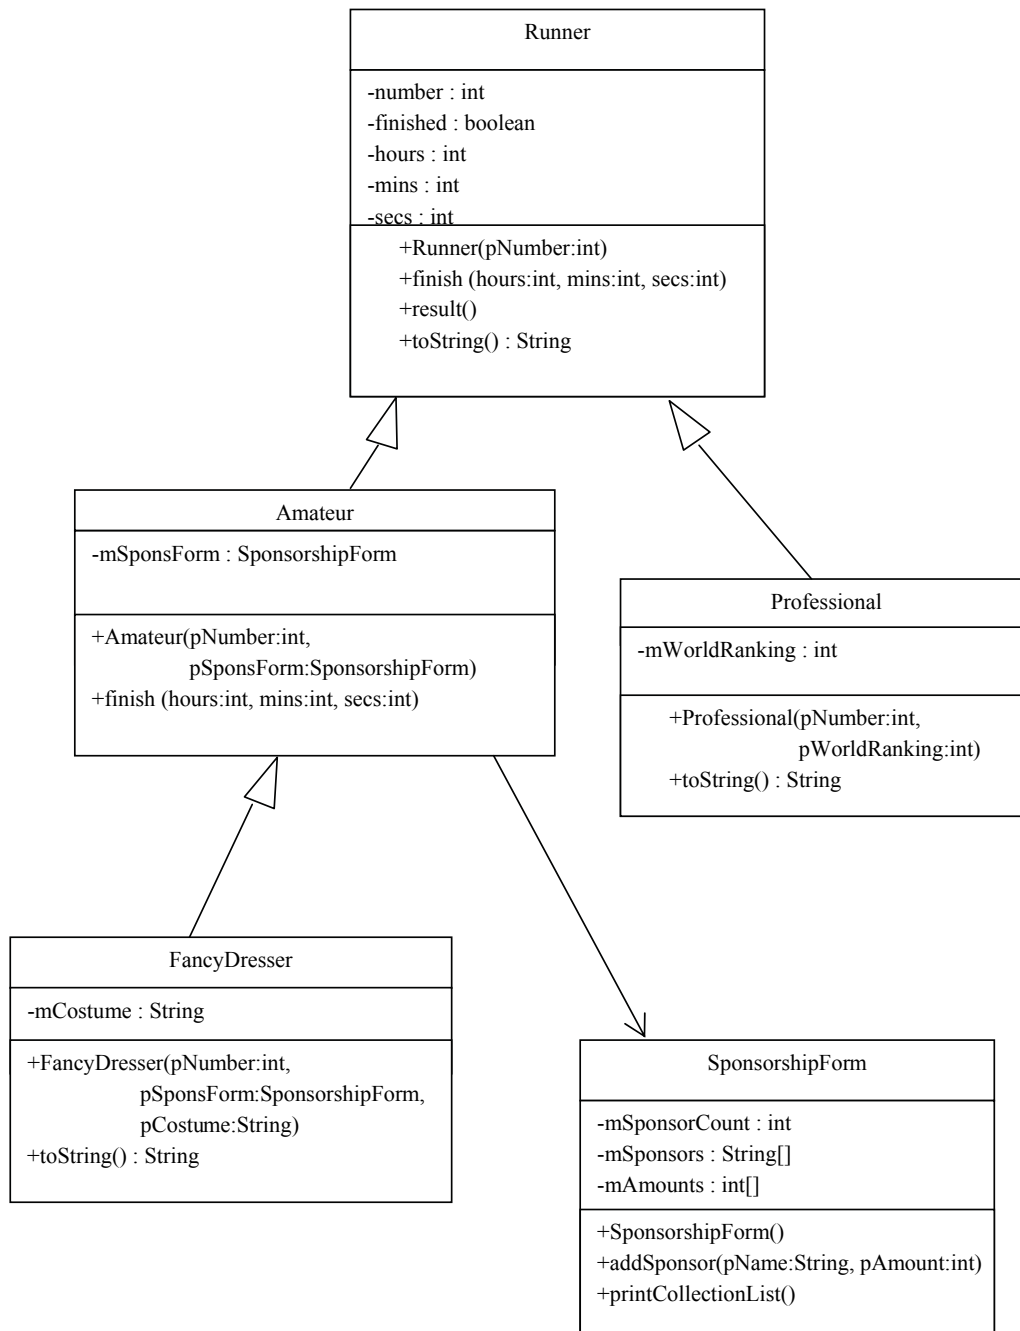 Runner
-number : int
-finished : boolean
-hours : int
-mins : int
-secs : int
+Runner(pNumber:int)
+finish (hours:int, mins:int, secs:int)
+result()
+toString() : String
Amateur
-mSponsForm : SponsorshipForm
+Amateur(pNumber:int,
pSponsForm:SponsorshipForm)
+finish (hours:int, mins:int, secs:int)
Professional
-mWorldRanking : int
+Professional(pNumber:int,
pWorldRanking:int)
+toString() : String
FancyDresser
-mCostume : String
+FancyDresser(pNumber:int,
pSponsForm:SponsorshipForm,
pCostume:String)
+toString() : String
SponsorshipForm
-mSponsorCount : int
-mSponsors : String[]
-mAmounts : int[]
+SponsorshipForm()
+addSponsor(pName:String, pAmount:int)
+printCollectionList()